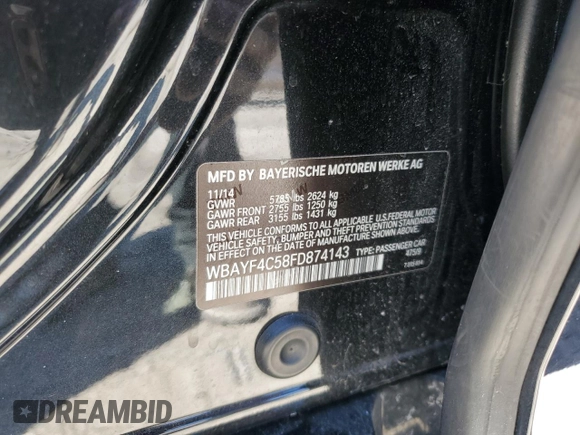 MFD BY BAYERISCHE MOTOREN WERKE AG
11/14
GVWR 5785 lbs 2624 kg
GAWR FRONT 2755 lbs 1250 kg
GAWR REAR 3155 lbs 1431 kg
THIS VEHICLE CONFORMS TO ALL APPLICABLE U.S.FEDERAL MOTOR
VEHICLE SAFETY, BUMPER, AND THEFT PREVENTION STANDARDS
IN EFFECT ON THE DATE OF MANUFACTURE SHOWN ABOVE.
WBAYF4C58FD874143 TYPE: PASSENGER CAR
475/9
DREAMBID